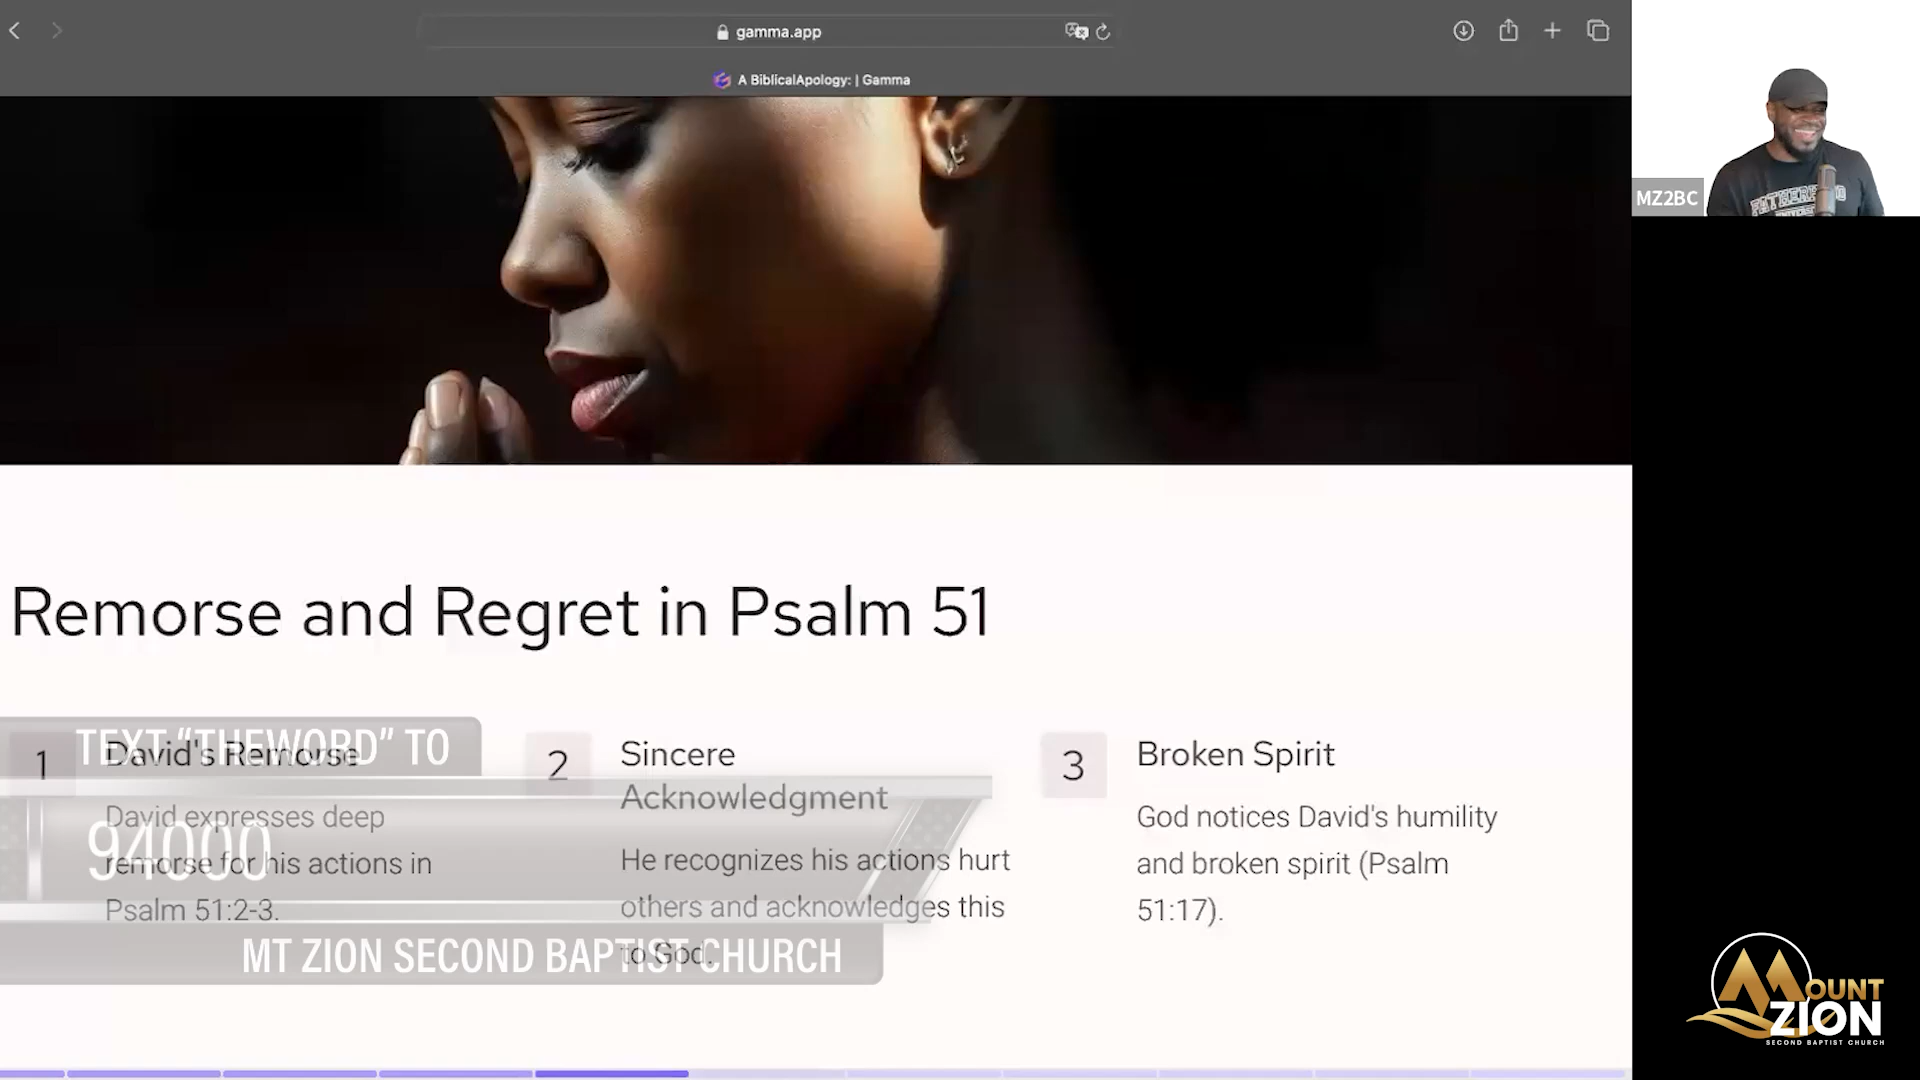 gamma.app
A BiblicalApology: | Gamma
MZ2BC
Remorse and Regret in Psalm 51
1
David's Remorse
David expresses deep
remorse for his actions in
Psalm 51:2-3.
2
Sincere
Acknowledgment
He recognizes his actions hurt
others and acknowledges this
to God.
3
Broken Spirit
God notices David's humility
and broken spirit (Psalm
51:17).
TEXT “THEWORD” TO
94000
MT ZION SECOND BAPTIST CHURCH
MOUNT
ZION
SECOND BAPTIST CHURCH